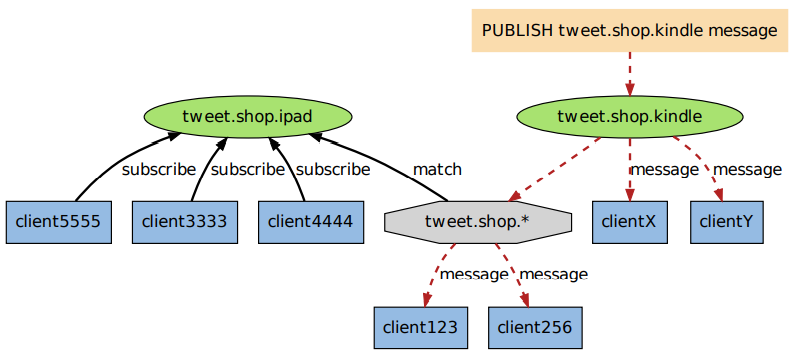 PUBLISH tweet.shop.kindle message
tweet.shop.ipad
tweet.shop.kindle
subscribe
subscribe
subscribe
match
message
message
client5555
client3333
client4444
tweet.shop.*
clientX
clientY
message
message
client123
client256